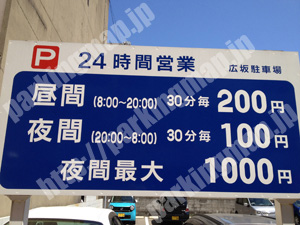 P 24時間営業 広坂駐車場
昼間 (8:00~20:00) 30分毎 200円
夜間 (20:00~8:00) 30分毎 100円
夜間最大 1000円